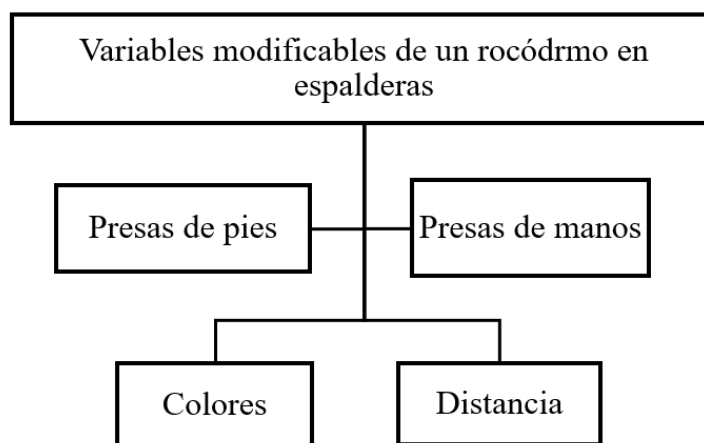 Variables modificables de un rocódrmo en
espalderas
Presas de pies
Presas de manos
Colores
Distancia